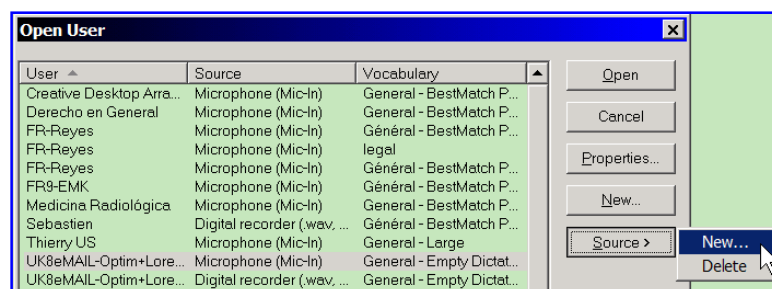 Open User
User Source Vocabulary Open
Creative Desktop Arra... Microphone (Mic-In) General - BestMatch P...
Derecho en General Microphone (Mic-In) General - BestMatch P... Cancel
FR-Reyes Microphone (Mic-In) Général - BestMatch P...
FR-Reyes Microphone (Mic-In) legal Properties...
FR-Reyes Microphone (Mic-In) Général - BestMatch P...
FR9-EMK Microphone (Mic-In) Général - BestMatch P...
Medicina Radiológica Microphone (Mic-In) General - BestMatch P... New...
Sebastien Digital recorder (.wav, ... Général - BestMatch P...
Thierry US Microphone (Mic-In) General - Large Source > New...
UK8eMAIL-Optim+Lore... Microphone (Mic-In) General - Empty Dictat... Delete
UK8eMAIL-Optim+Lore... Digital recorder (.wav, ... General - Empty Dictat...